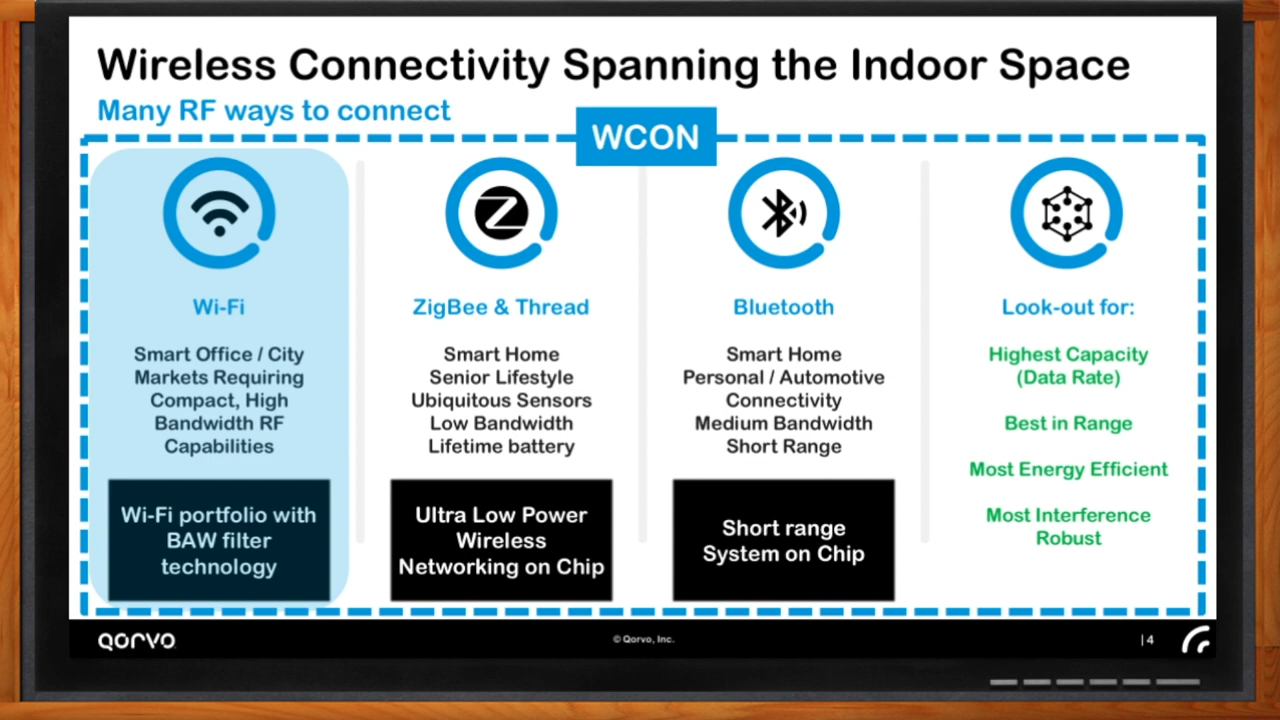 Wireless Connectivity Spanning the Indoor Space
Many RF ways to connect
WCON
Wi-Fi
Smart Office / City
Markets Requiring
Compact, High
Bandwidth RF
Capabilities
Wi-Fi portfolio with
BAW filter
technology
ZigBee & Thread
Smart Home
Senior Lifestyle
Ubiquitous Sensors
Low Bandwidth
Lifetime battery
Ultra Low Power
Wireless
Networking on Chip
Bluetooth
Smart Home
Personal / Automotive
Connectivity
Medium Bandwidth
Short Range
Short range
System on Chip
Look-out for:
Highest Capacity
(Data Rate)
Best in Range
Most Energy Efficient
Most Interference
Robust
QORVO
© Qorvo, Inc.
| 4